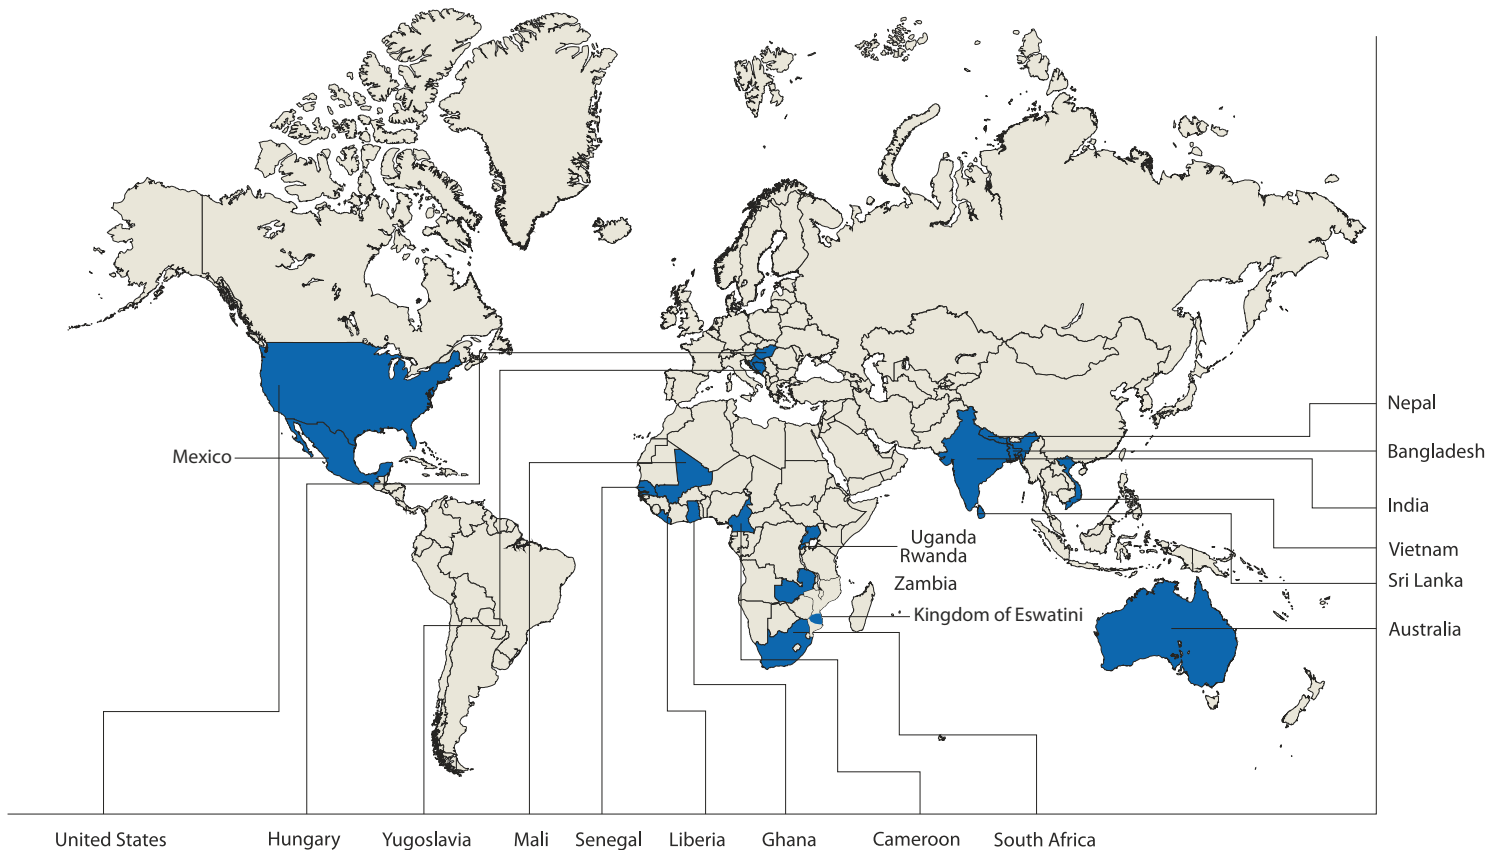 Nepal
Mexico
Bangladesh
India
Uganda
Rwanda
Vietnam
Zambia
Sri Lanka
Kingdom of Eswatini
Australia
United States
Hungary
Yugoslavia
Mali
Senegal
Liberia
Ghana
Cameroon
South Africa